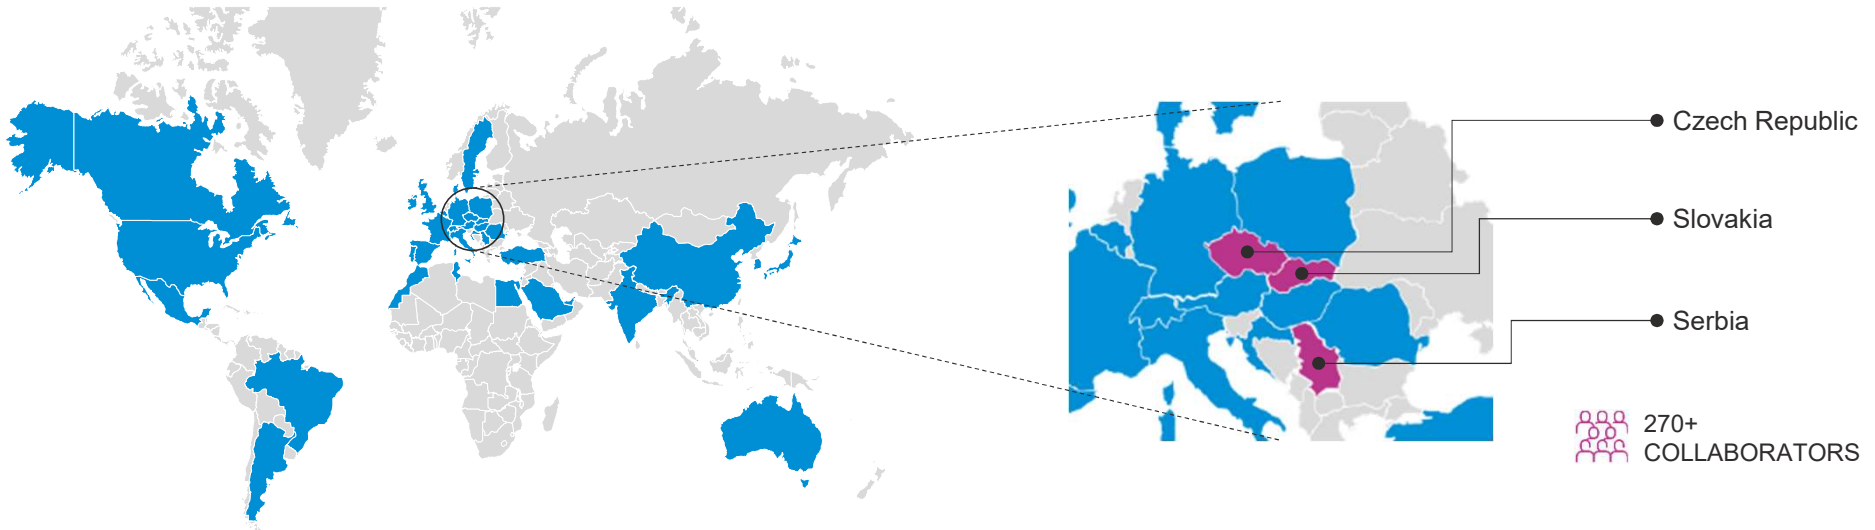 Czech Republic
Slovakia
Serbia
270+
COLLABORATORS